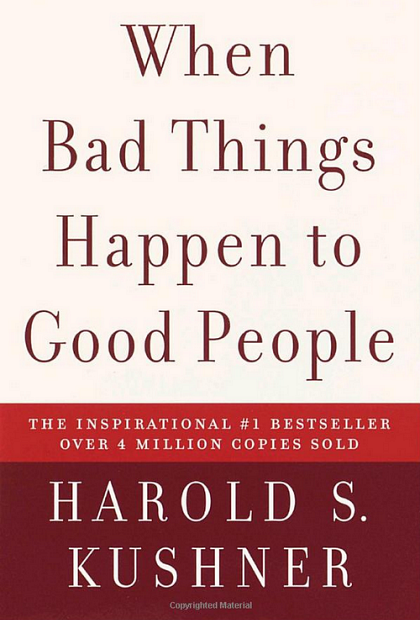 When
Bad Things
Happen to
Good People
THE INSPIRATIONAL #1 BESTSELLER
OVER 4 MILLION COPIES SOLD
HAROLD S.
KUSHNER
Copyrighted Material